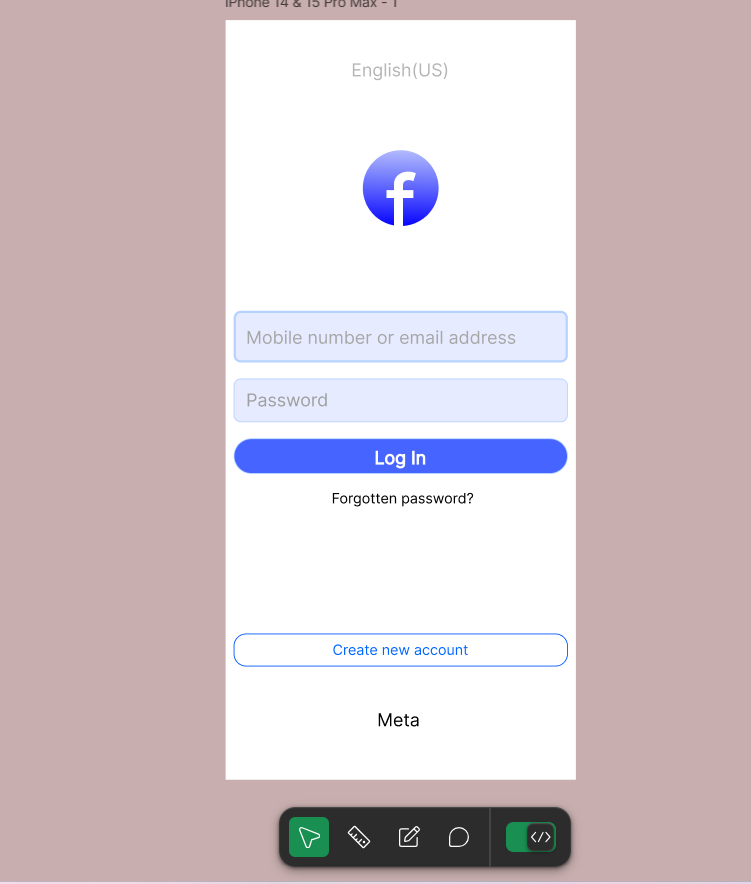 iPhone 14 & 15 Pro Max - 1
English(US)
f
Mobile number or email address
Password
Log In
Forgotten password?
Create new account
Meta